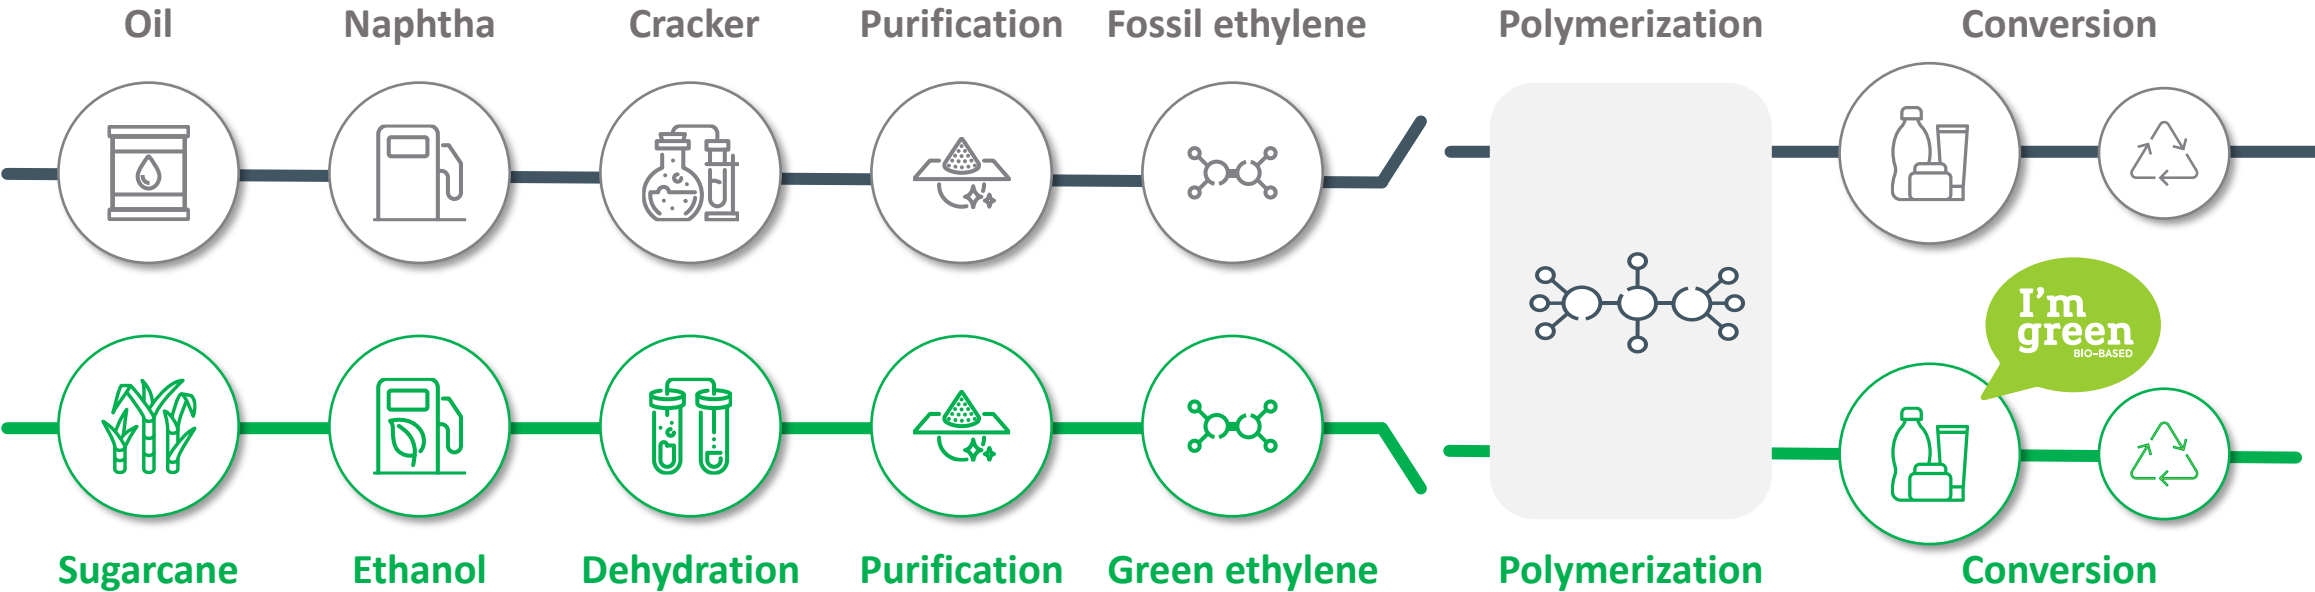 Oil
Naphtha
Cracker
Purification
Fossil ethylene
Polymerization
Conversion
I'm
green
BIO-BASED
Sugarcane
Ethanol
Dehydration
Purification
Green ethylene
Polymerization
Conversion